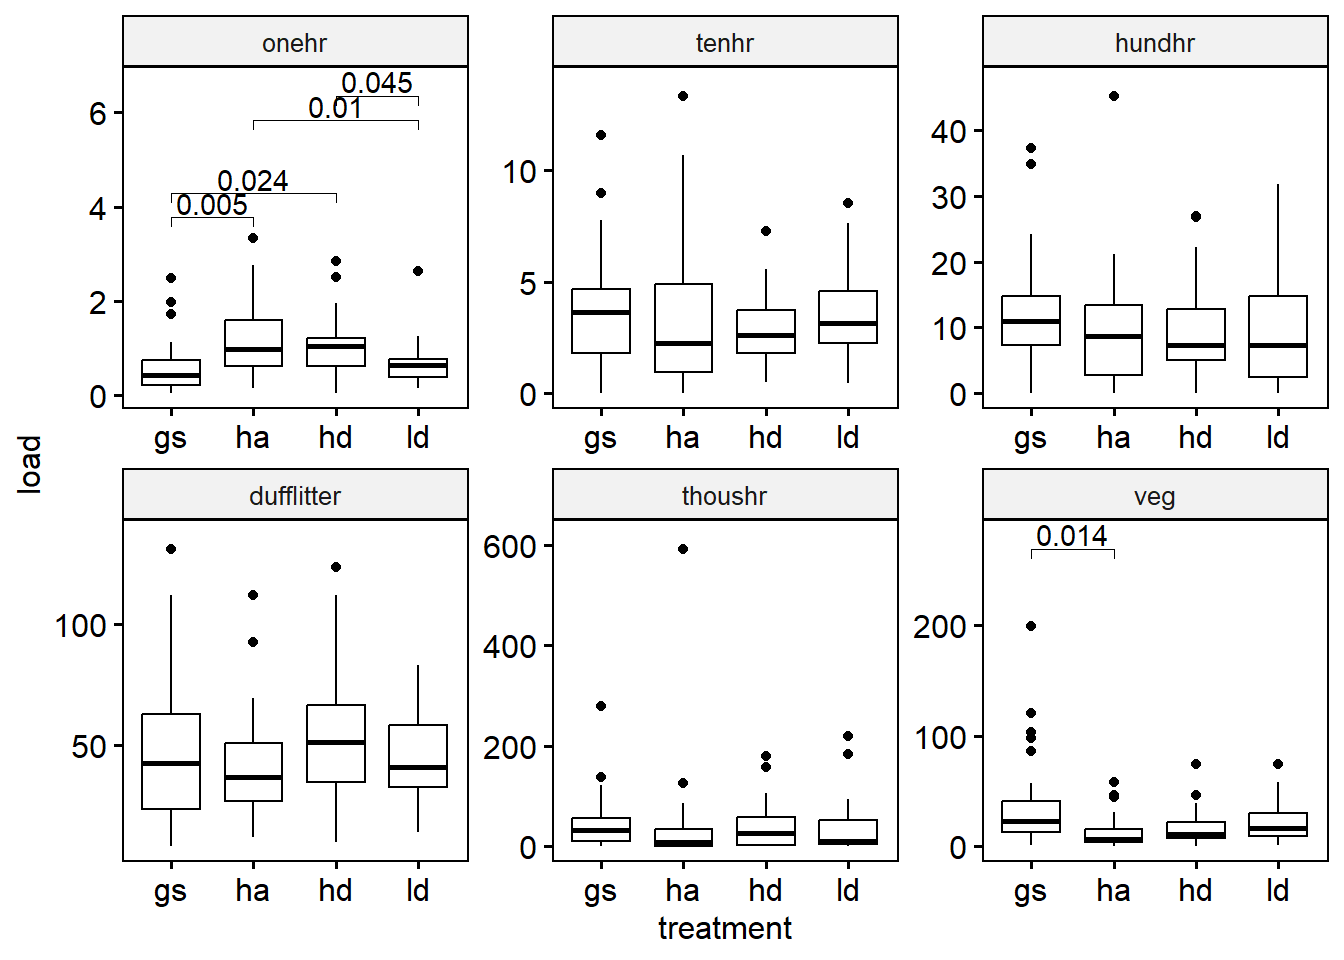 onehr
tenhr
hundhr
0.045
0.01
0.024
0.005
6
4
2
0
10
5
0
40
30
20
10
0
gs ha hd ld
gs ha hd ld
gs ha hd ld
load
dufflitter
thoushr
veg
0.014
100
50
600
400
200
0
200
100
0
gs ha hd ld
gs ha hd ld
gs ha hd ld
treatment